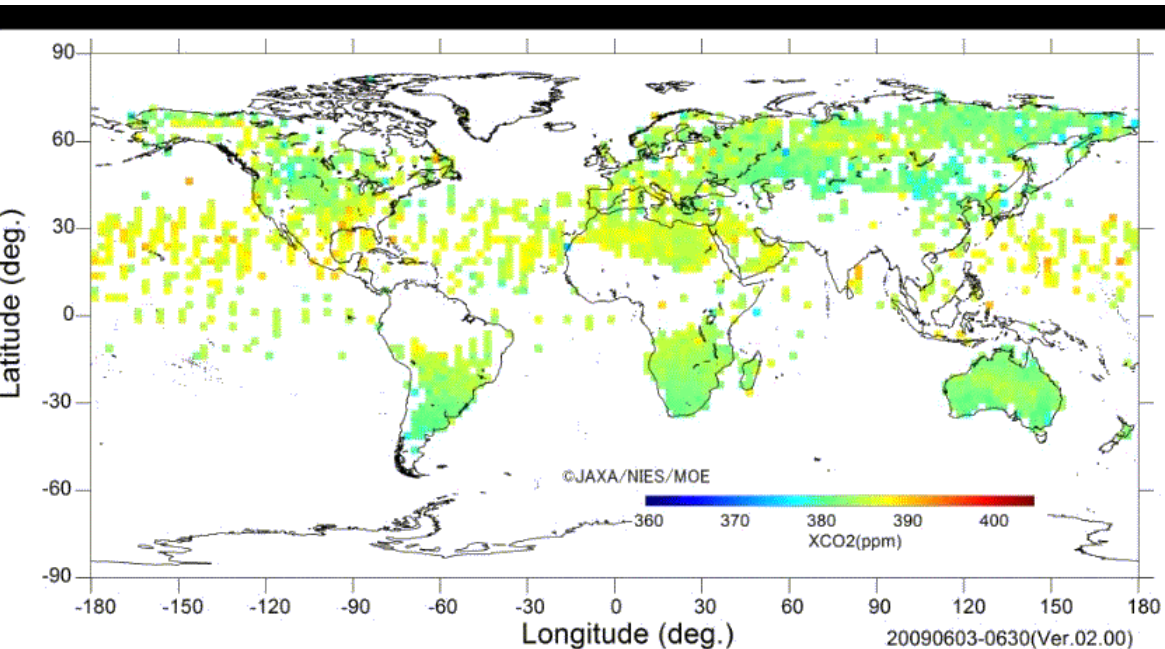 90
60
30
0
-30
-60
-90
Latitude (deg.)
©JAXA/NIES/MOE
360 370 380 390 400
XCO2(ppm)
-180 -150 -120 -90 -60 -30 0 30 60 90 120 150 180
Longitude (deg.)
20090603-0630(Ver.02.00)